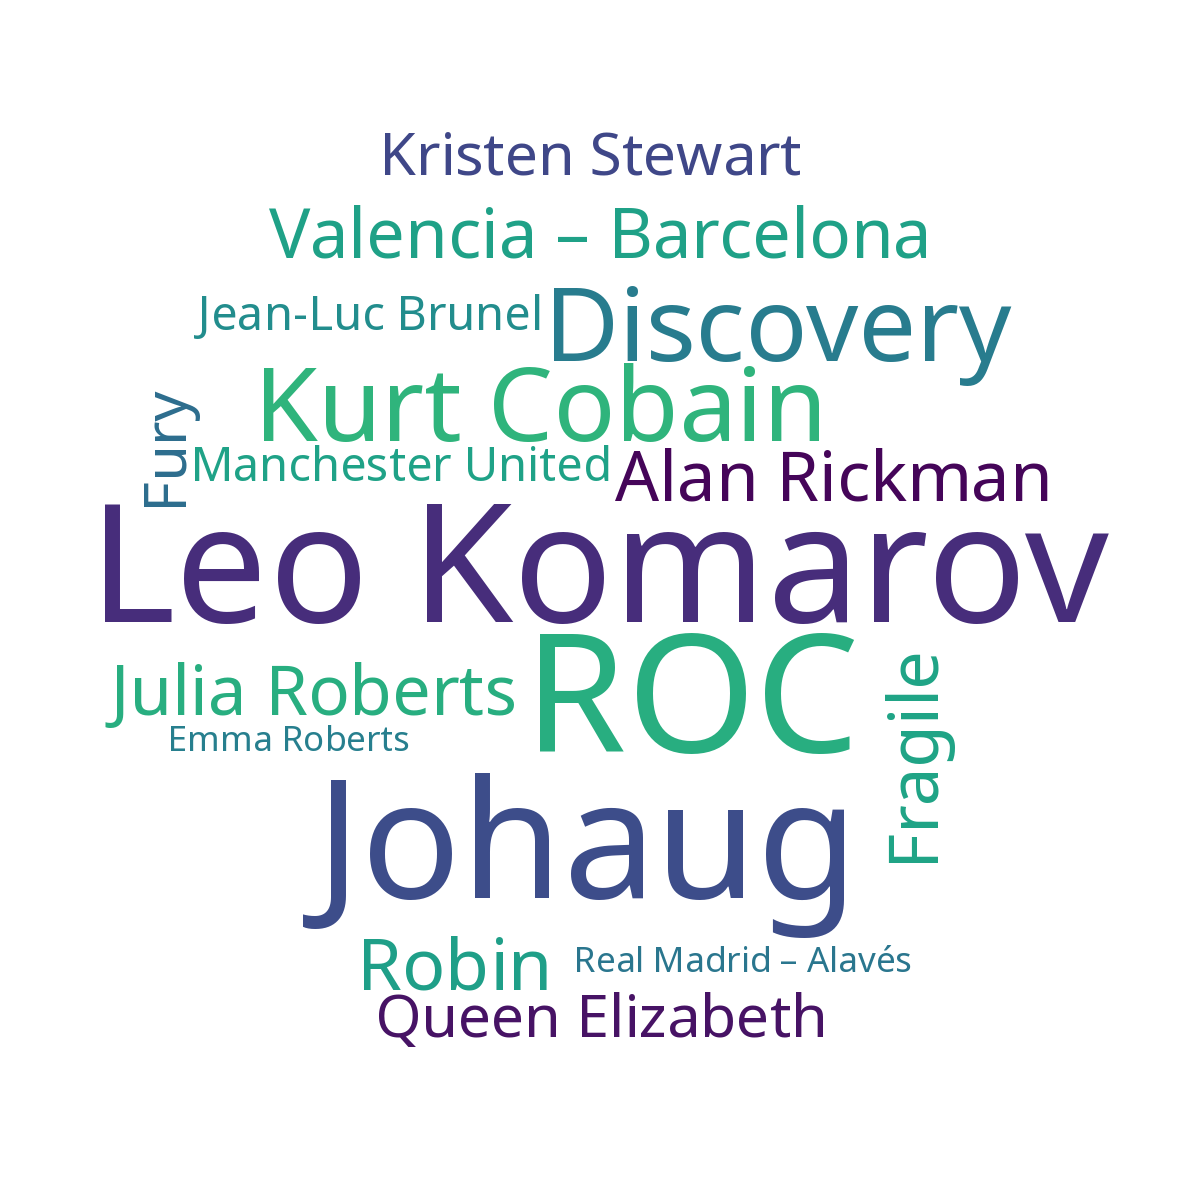 Kristen Stewart
Valencia – Barcelona
Jean-Luc Brunel
Discovery
Kurt Cobain
Fury
Manchester United
Alan Rickman
Leo Komarov
ROC
Julia Roberts
Emma Roberts
Fragile
Johaug
Robin
Real Madrid – Alavés
Queen Elizabeth